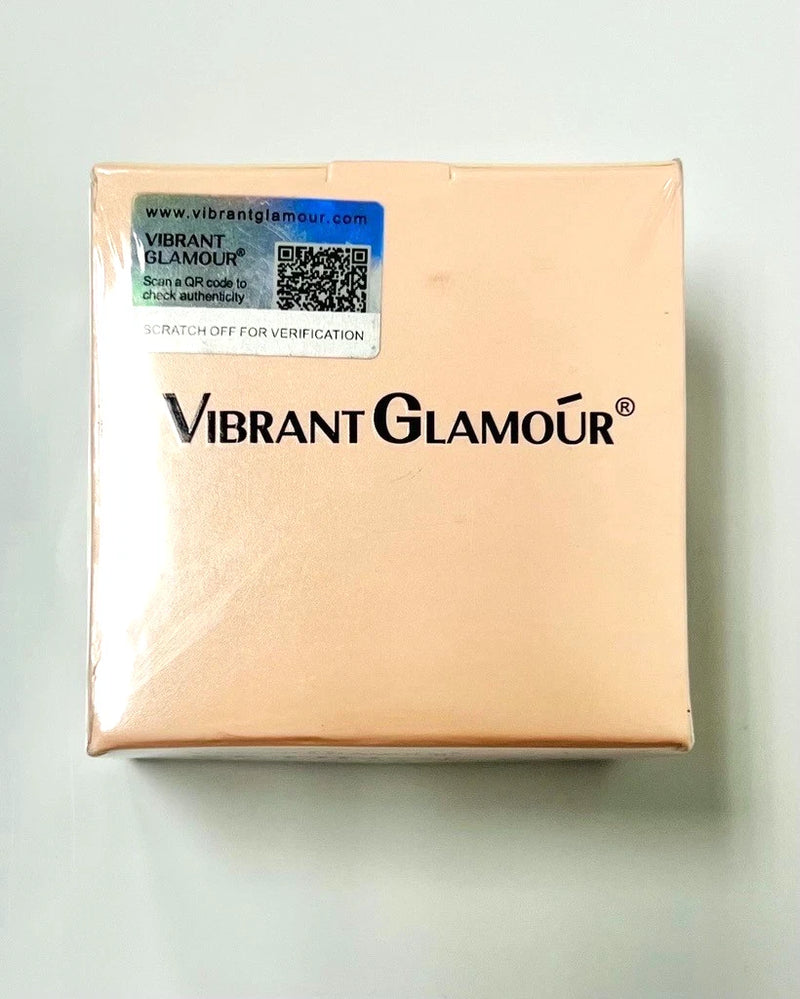 www.vibrantglamour.com
VIBRANT
GLAMOUR®
Scan a QR code to
check authenticity
SCRATCH OFF FOR VERIFICATION
VIBRANT GLAMOÚR®